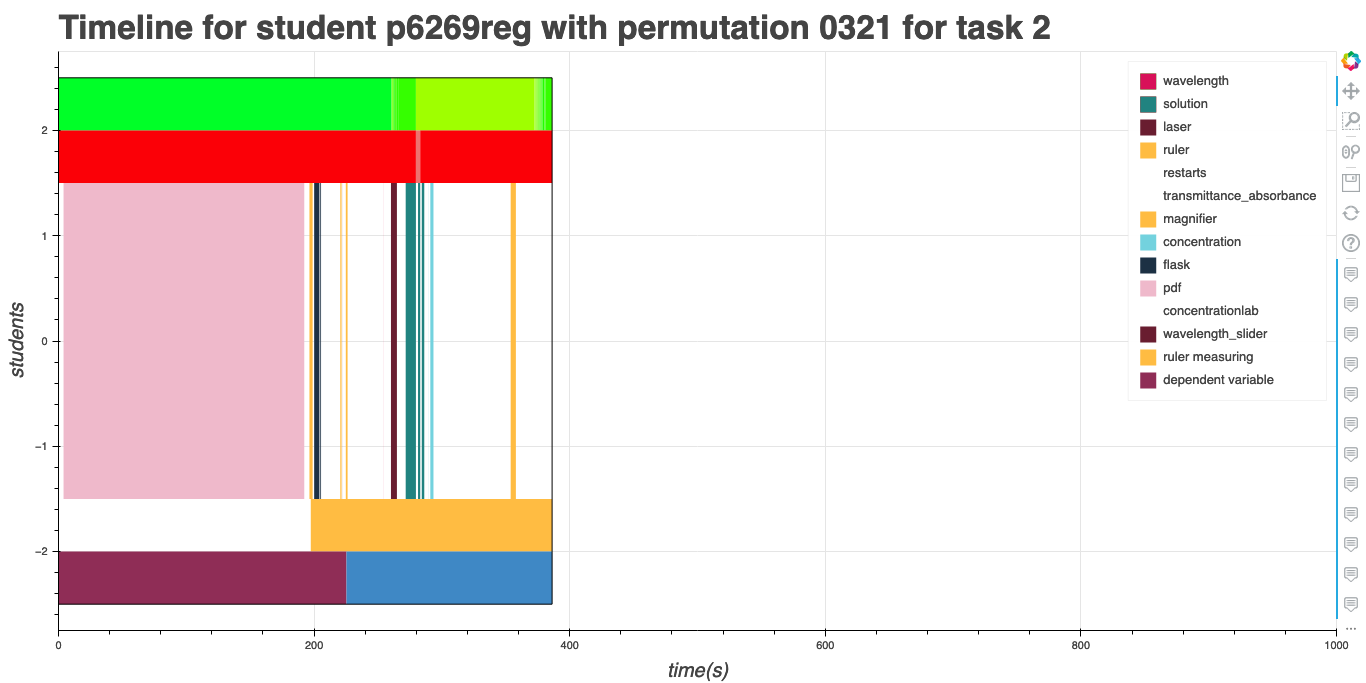 Timeline for student p6269reg with permutation 0321 for task 2
wavelength
solution
laser
ruler
restarts
transmittance_absorbance
magnifier
concentration
flask
pdf
concentrationlab
wavelength_slider
ruler measuring
dependent variable
students
2
1
0
−1
−2
0 200 400 600 800 1000
time(s)